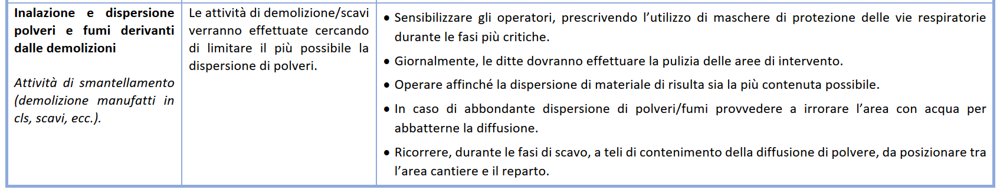 Inalazione e dispersione
polveri e fumi derivanti
dalle demolizioni
Attività di smantellamento
(demolizione manufatti in
cls, scavi, ecc.).
Le attività di demolizione/scavi
verranno effettuate cercando
di limitare il più possibile la
dispersione di polveri.
• Sensibilizzare gli operatori, prescrivendo l’utilizzo di maschere di protezione delle vie respiratorie
durante le fasi più critiche.
• Giornalmente, le ditte dovranno effettuare la pulizia delle aree di intervento.
• Operare affinché la dispersione di materiale di risulta sia la più contenuta possibile.
• In caso di abbondante dispersione di polveri/fumi provvedere a irrorare l’area con acqua per
abbatterne la diffusione.
• Ricorrere, durante le fasi di scavo, a teli di contenimento della diffusione di polvere, da posizionare tra
l’area cantiere e il reparto.